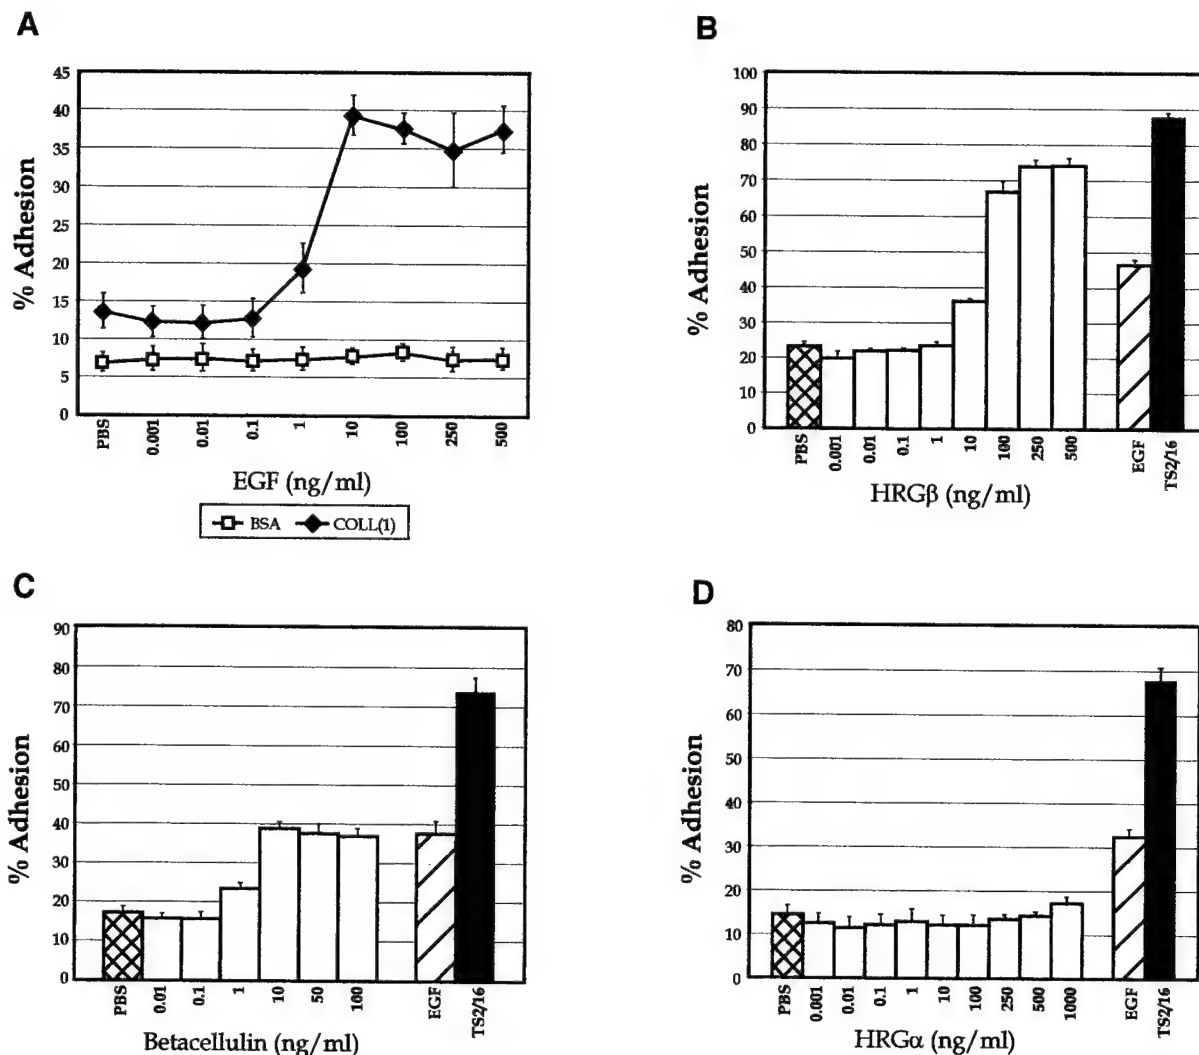 A
45
40
35
30
25
20
15
10
5
0
% Adhesion
PBS
0.001
0.01
0.1
1
10
100
250
500
EGF (ng/ml)
BSA
COLL(1)
B
100
90
80
70
60
50
40
30
20
10
0
% Adhesion
PBS
0.001
0.01
0.1
1
10
100
250
500
EGF
TS2/16
HRGβ (ng/ml)
C
90
80
70
60
50
40
30
20
10
0
% Adhesion
PBS
0.01
0.1
1
10
50
100
EGF
TS2/16
Betacellulin (ng/ml)
D
80
70
60
50
40
30
20
10
0
% Adhesion
PBS
0.001
0.01
0.1
1
10
100
250
500
1000
EGF
TS2/16
HRGα (ng/ml)